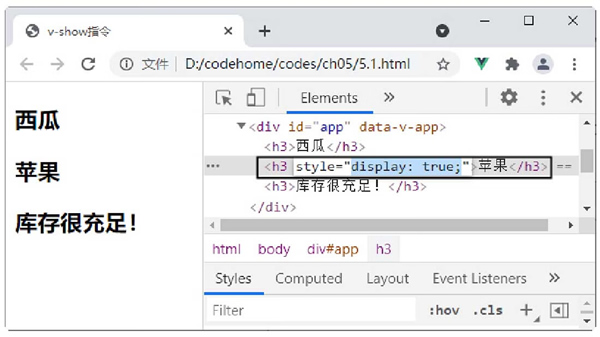 v-show指令
文件 D:/codehome/codes/ch05/5.1.html
西瓜
苹果
库存很充足！
Elements
<div id="app" data-v-app>
<h3>西瓜</h3>
<h3 style="display: true;">苹果</h3> ==
<h3>库存很充足！</h3>
</div>
html body div#app h3
Styles Computed Layout Event Listeners
Filter :hov .cls